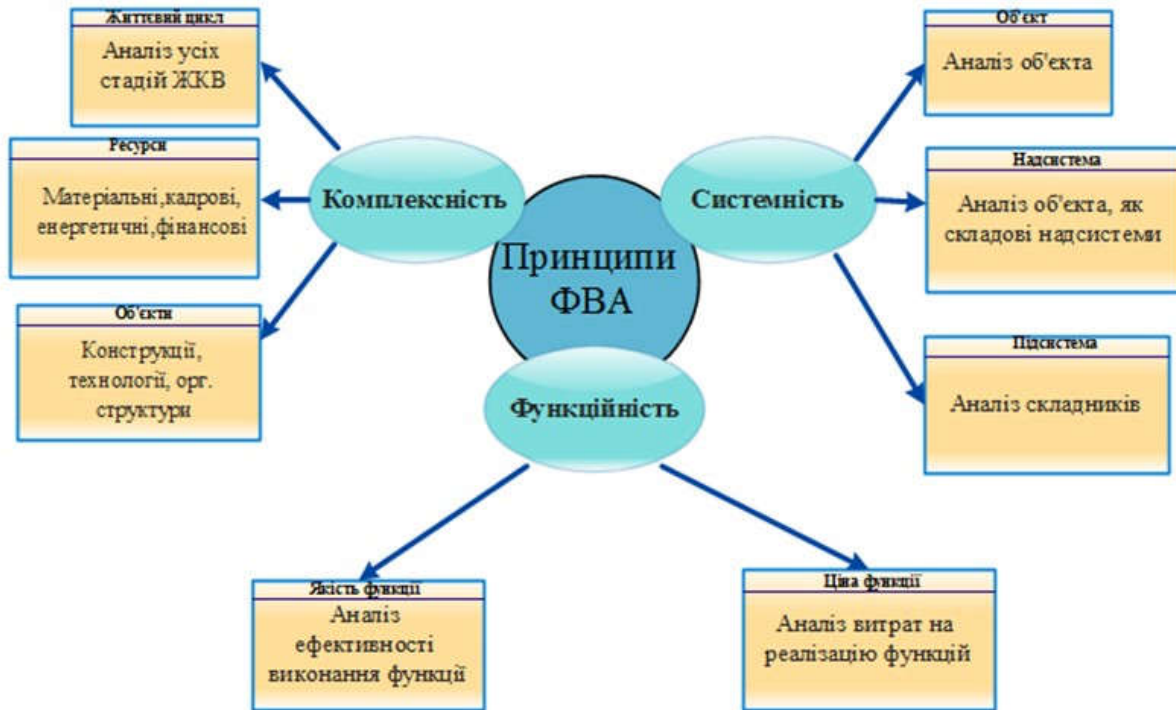 Життєвий цикл
Аналіз усіх
стадій ЖКВ
Ресурси
Матеріальні,кадрові,
енергетичні,фінансові
Об'єкти
Конструкції,
технології, орг.
структури
Комплексність
Принципи
ФВА
Системність
Функційність
Об'єкт
Аналіз об'єкта
Надсистема
Аналіз об'єкта, як
складові надсистеми
Підсистема
Аналіз складників
Якість функції
Аналіз
ефективності
виконання функції
Ціна функції
Аналіз витрат на
реалізацію функцій